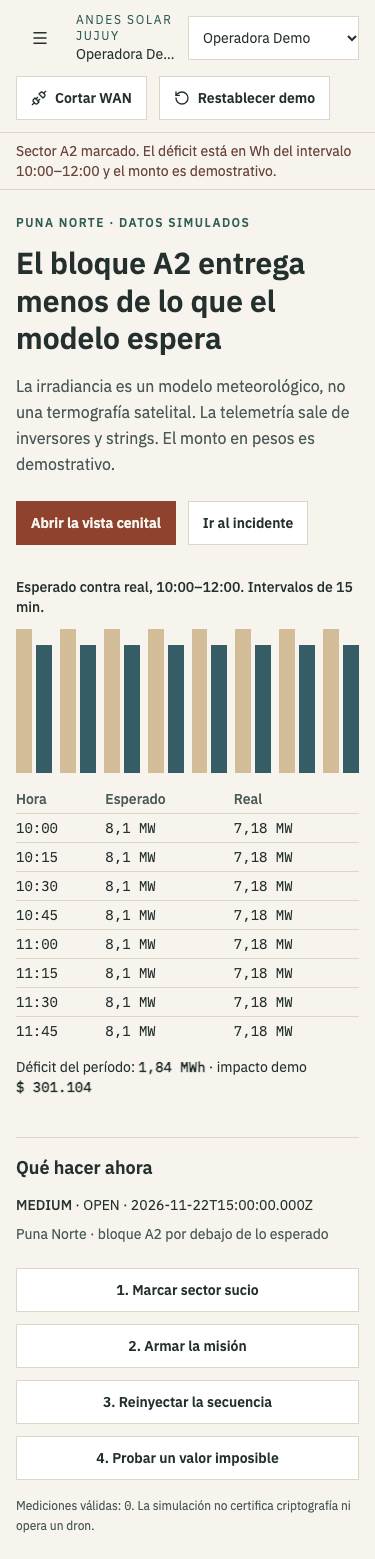 ANDES SOLAR
JUJUY
Operadora De...
Operadora Demo
Cortar WAN
Restablecer demo
Sector A2 marcado. El déficit está en Wh del intervalo
10:00–12:00 y el monto es demostrativo.
PUNA NORTE · DATOS SIMULADOS
El bloque A2 entrega
menos de lo que el
modelo espera
La irradiancia es un modelo meteorológico, no
una termografía satelital. La telemetría sale de
inversores y strings. El monto en pesos es
demostrativo.
Abrir la vista cenital
Ir al incidente
Esperado contra real, 10:00–12:00. Intervalos de 15
min.
Hora Esperado Real
10:00 8,1 MW 7,18 MW
10:15 8,1 MW 7,18 MW
10:30 8,1 MW 7,18 MW
10:45 8,1 MW 7,18 MW
11:00 8,1 MW 7,18 MW
11:15 8,1 MW 7,18 MW
11:30 8,1 MW 7,18 MW
11:45 8,1 MW 7,18 MW
Déficit del período: 1,84 MWh · impacto demo
$ 301.104
Qué hacer ahora
MEDIUM · OPEN · 2026-11-22T15:00:00.000Z
Puna Norte · bloque A2 por debajo de lo esperado
1. Marcar sector sucio
2. Armar la misión
3. Reinyectar la secuencia
4. Probar un valor imposible
Mediciones válidas: 0. La simulación no certifica criptografía ni
opera un dron.